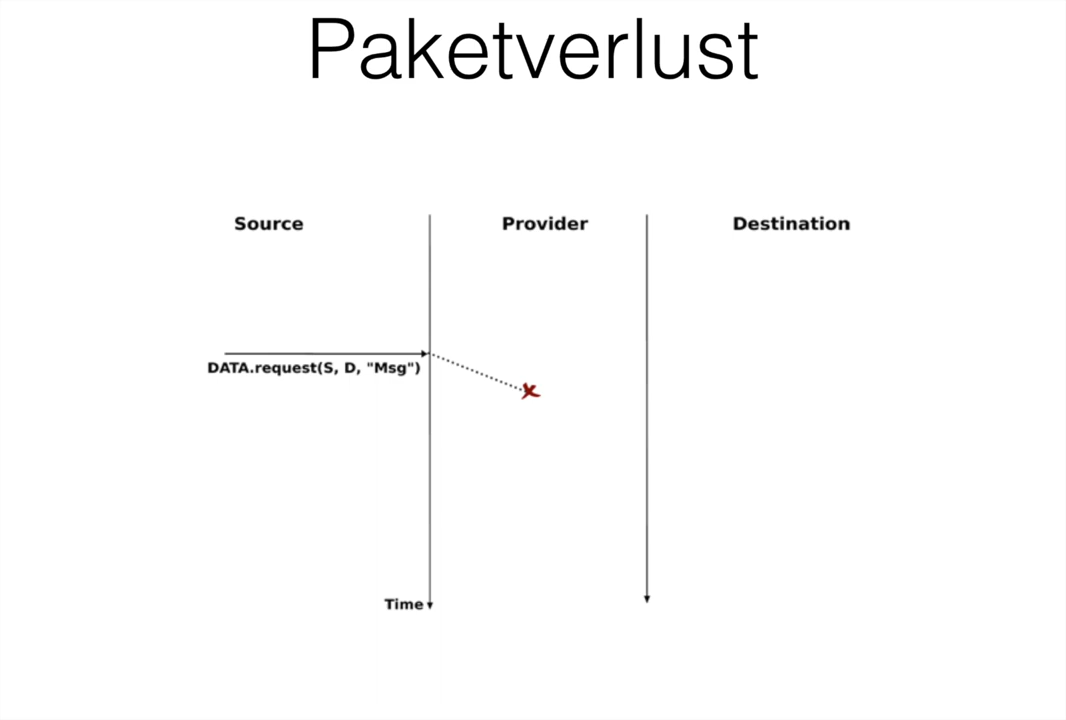 Paketverlust
Source Provider Destination
DATA.request(S, D, "Msg")
Time